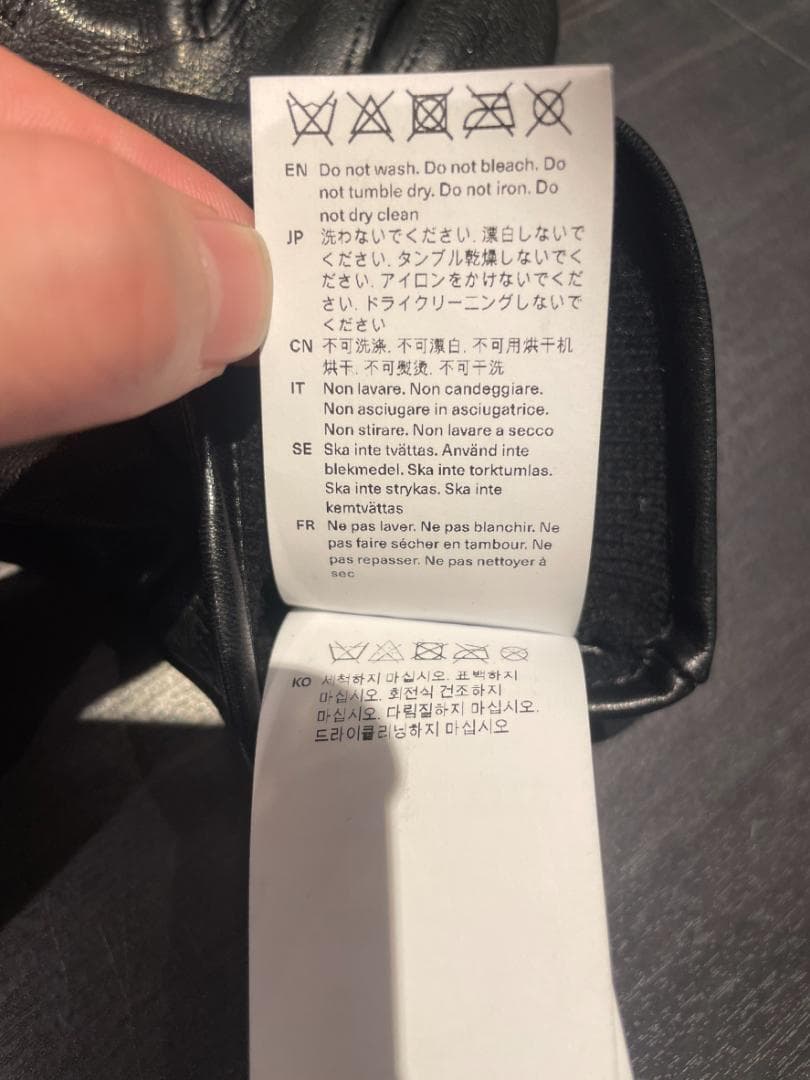 EN Do not wash. Do not bleach. Do
not tumble dry. Do not iron. Do
not dry clean
JP 洗わないでください. 漂白しないで
ください. タンブル乾燥しないでく
ださい. アイロンをかけないでくだ
さい. ドライクリーニングしないで
ください
CN 不可洗涤. 不可漂白. 不可用烘干机
烘干. 不可熨烫. 不可干洗
IT Non lavare. Non candeggiare.
Non asciugare in asciugatrice.
Non stirare. Non lavare a secco
SE Ska inte tvättas. Använd inte
blekmedel. Ska inte torktumlas.
Ska inte strykas. Ska inte
kemtvättas
FR Ne pas laver. Ne pas blanchir. Ne
pas faire sécher en tambour. Ne
pas repasser. Ne pas nettoyer à
sec
KO 세척하지 마십시오. 표백하지
마십시오. 회전식 건조하지
마십시오. 다림질하지 마십시오.
드라이클리닝하지 마십시오